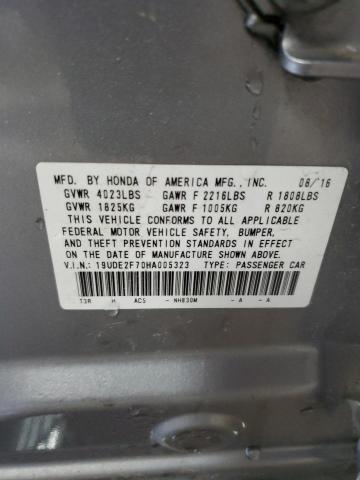 MFD. BY HONDA OF AMERICA MFG., INC. 08/16
GVWR 4023LBS GAWR F 2216LBS R 1808LBS
GVWR 1825KG GAWR F 1005KG R 820KG
THIS VEHICLE CONFORMS TO ALL APPLICABLE
FEDERAL MOTOR VEHICLE SAFETY, BUMPER,
AND THEFT PREVENTION STANDARDS IN EFFECT
ON THE DATE OF MANUFACTURE SHOWN ABOVE.
V.I.N.: 19UDE2F70HA005323 TYPE: PASSENGER CAR
T3R H AC5 - NH830M - A - A